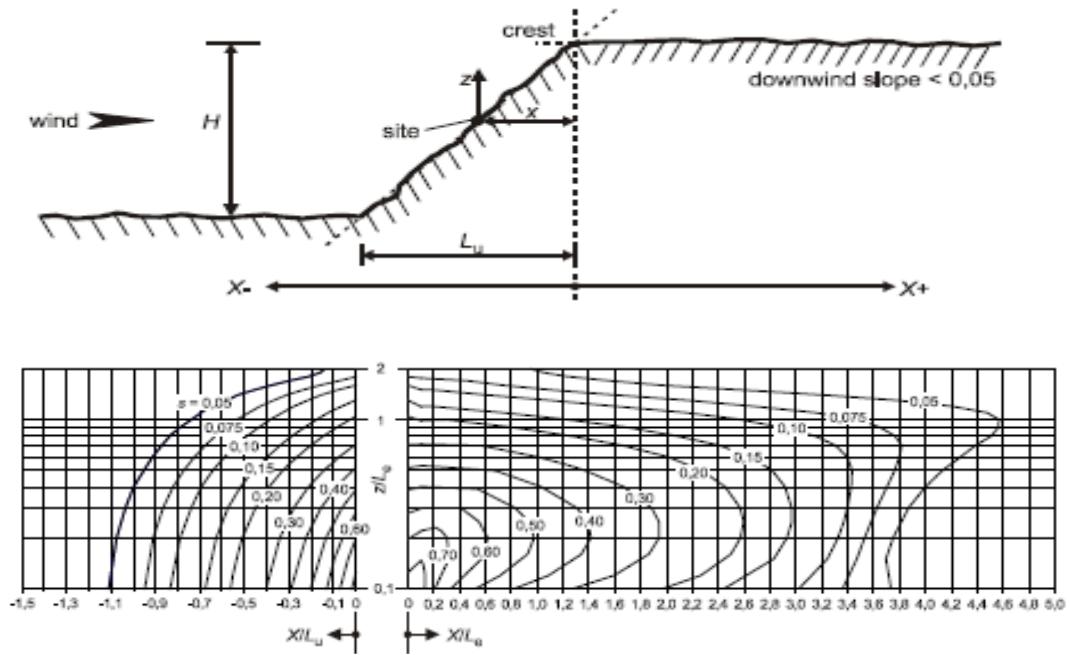 crest
downwind slope < 0,05
z
wind
H
x
site
Lu
X-
X+
2
s = 0,05
0,05
0,075
0,075
0,10
1
0,10
0,15
0,15
0,20
0,20
0,40
z/Le
0,30
0,30
0,60
0,50
0,40
0,70
0,60
0,1
-1,5 -1,3 -1,1 -0,9 -0,7 -0,5 -0,3 -0,1 0
0 0,2 0,4 0,6 0,8 1,0 1,2 1,4 1,6 1,8 2,0 2,2 2,4 2,6 2,8 3,0 3,2 3,4 3,6 3,8 4,0 4,2 4,4 4,6 4,8 5,0
X/Lu
X/Le